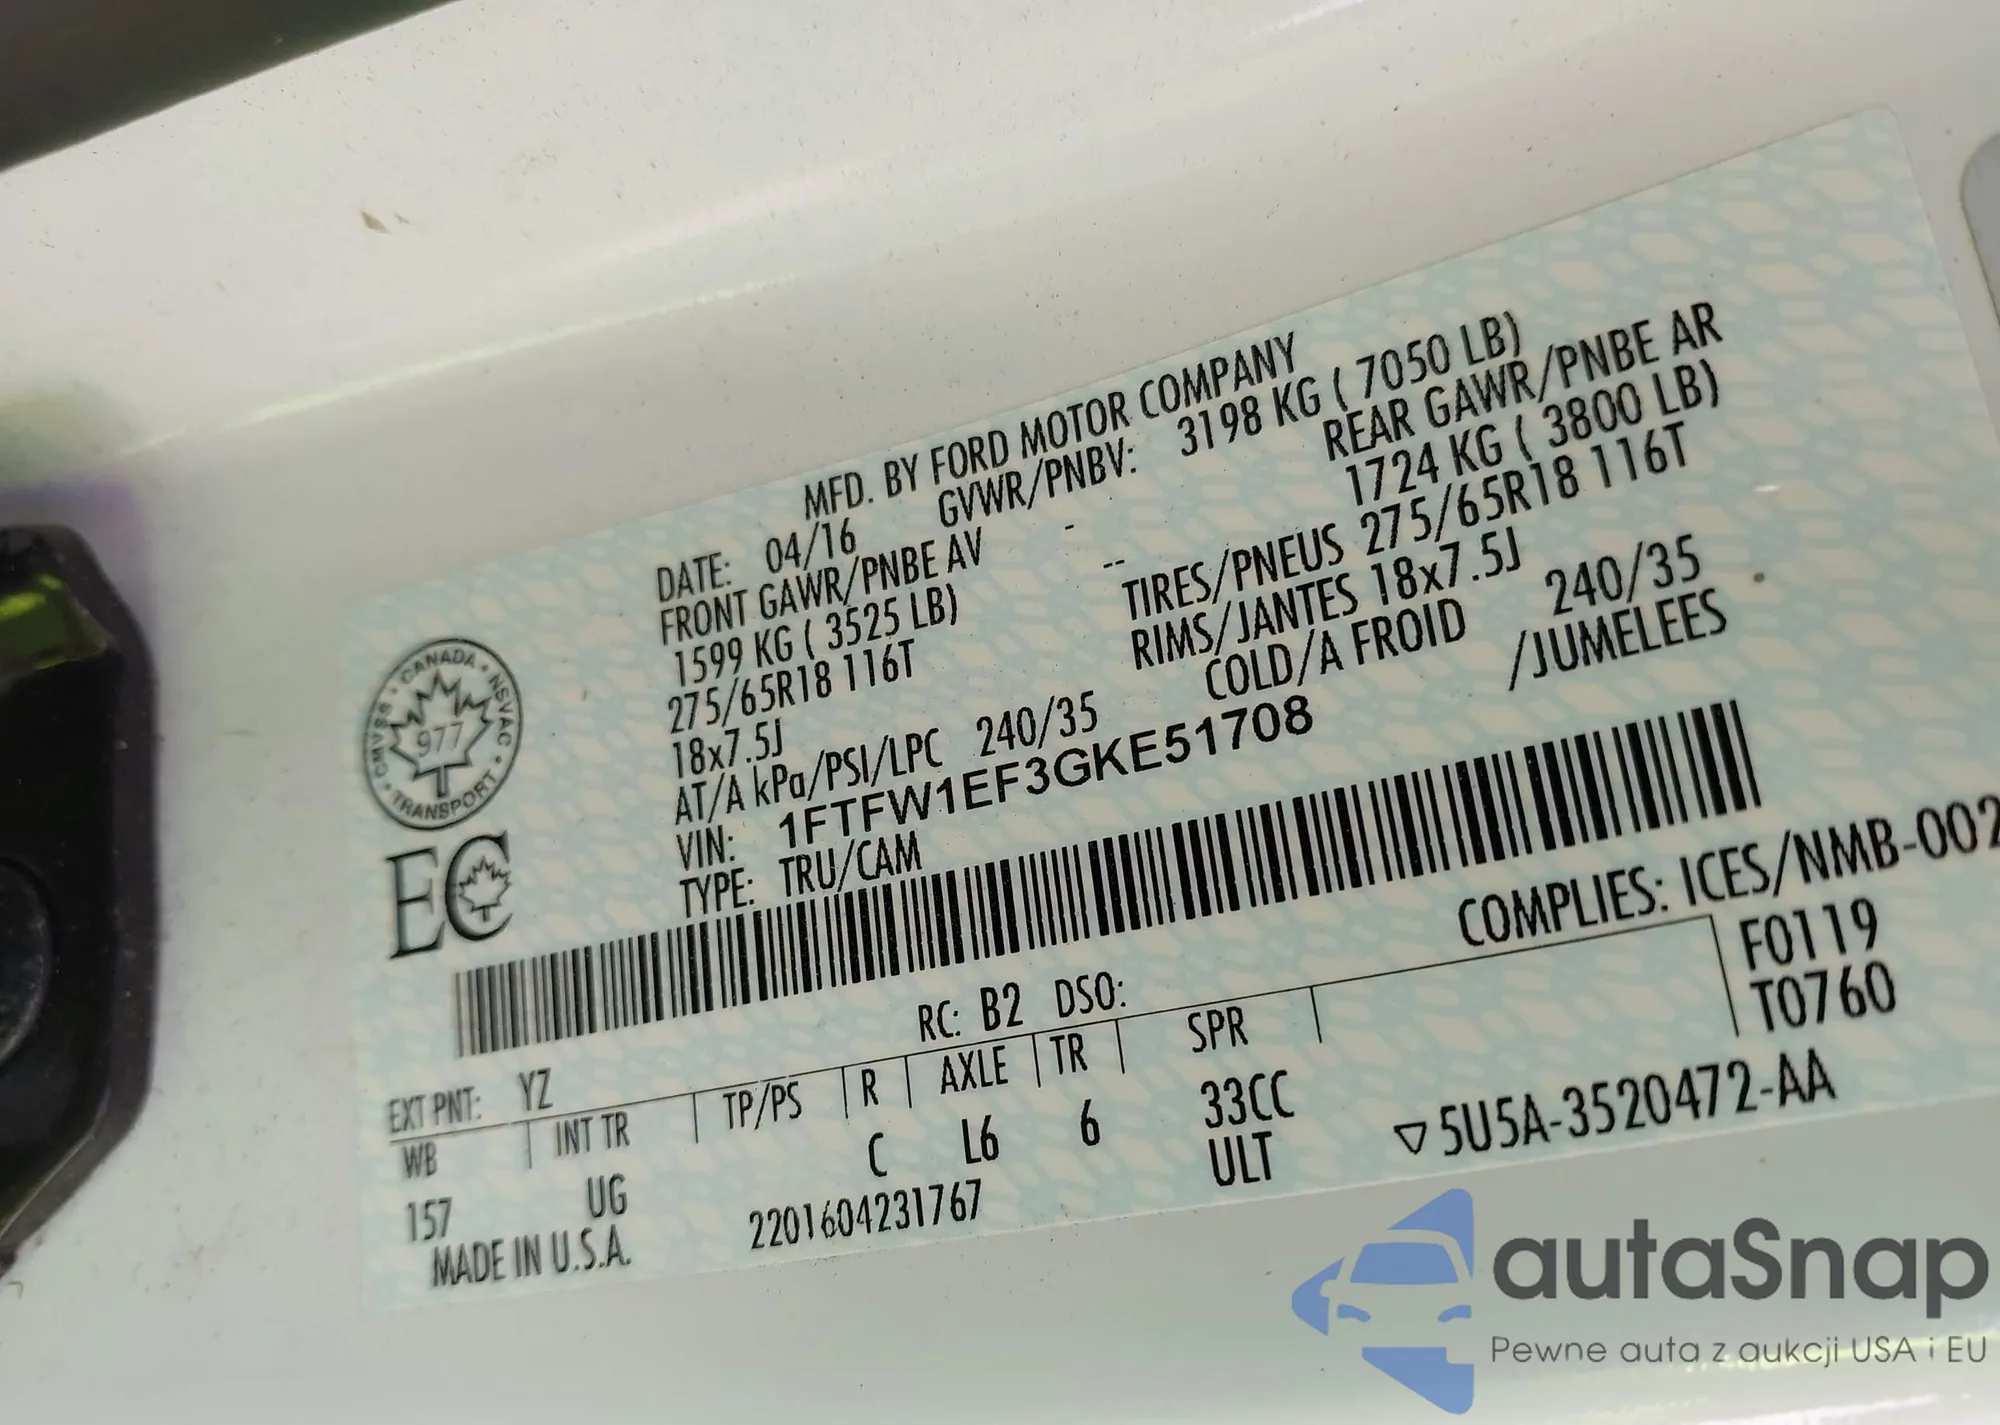 MFD. BY FORD MOTOR COMPANY
DATE: 04/16 GVWR/PNBV: 3198 KG ( 7050 LB)
FRONT GAWR/PNBE AV - REAR GAWR/PNBE AR
1599 KG ( 3525 LB) -- 1724 KG ( 3800 LB)
275/65R18 116T TIRES/PNEUS 275/65R18 116T
18x7.5J RIMS/JANTES 18x7.5J
AT/A kPa/PSI/LPC 240/35 COLD/A FROID 240/35
VIN: 1FTFW1EF3GKE51708 /JUMELEES
TYPE: TRU/CAM
CANADA · NSVAC · TRANSPORT · CMVSS ·
977
EC
COMPLIES: ICES/NMB-002
RC: B2 DSO:
F0119
T0760
EXT PNT: YZ
WB INT TR TP/PS R AXLE TR SPR
157 UG C L6 6 33CC
ULT
MADE IN U.S.A. 2201604231767
▽5U5A-3520472-AA
autaSnap
Pewne auta z aukcji USA i EU